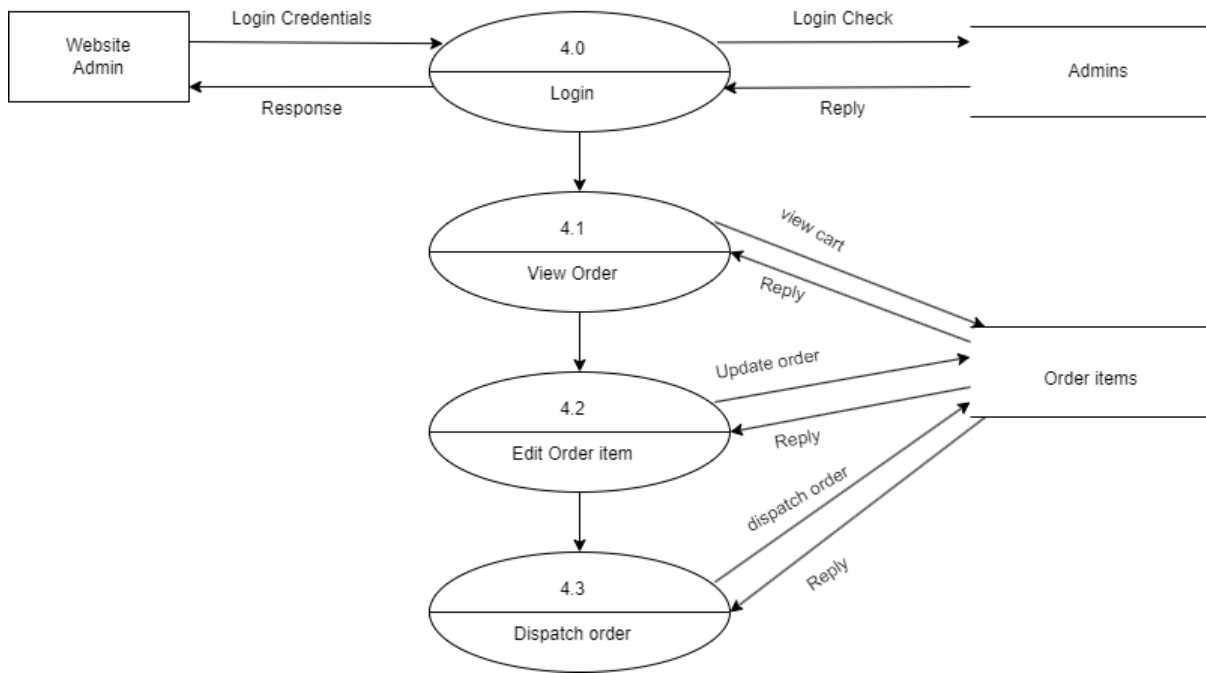 Login Credentials
Login Check
Website
Admin
4.0
Login
Admins
Response
Reply
4.1
View Order
view cart
Reply
Order items
Update order
4.2
Edit Order item
Reply
dispatch order
4.3
Dispatch order
Reply